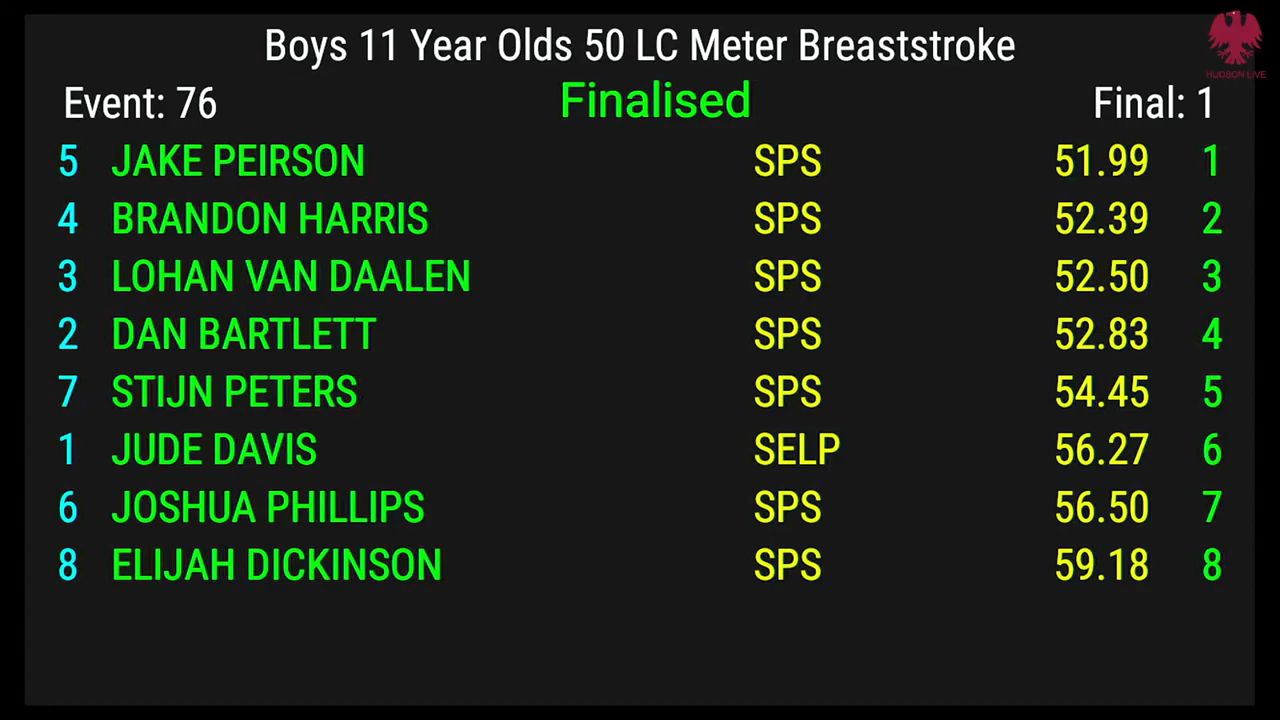 Boys 11 Year Olds 50 LC Meter Breaststroke
HUDSON LIVE
Event: 76 Finalised Final: 1
5 JAKE PEIRSON SPS 51.99 1
4 BRANDON HARRIS SPS 52.39 2
3 LOHAN VAN DAALEN SPS 52.50 3
2 DAN BARTLETT SPS 52.83 4
7 STIJN PETERS SPS 54.45 5
1 JUDE DAVIS SELP 56.27 6
6 JOSHUA PHILLIPS SPS 56.50 7
8 ELIJAH DICKINSON SPS 59.18 8